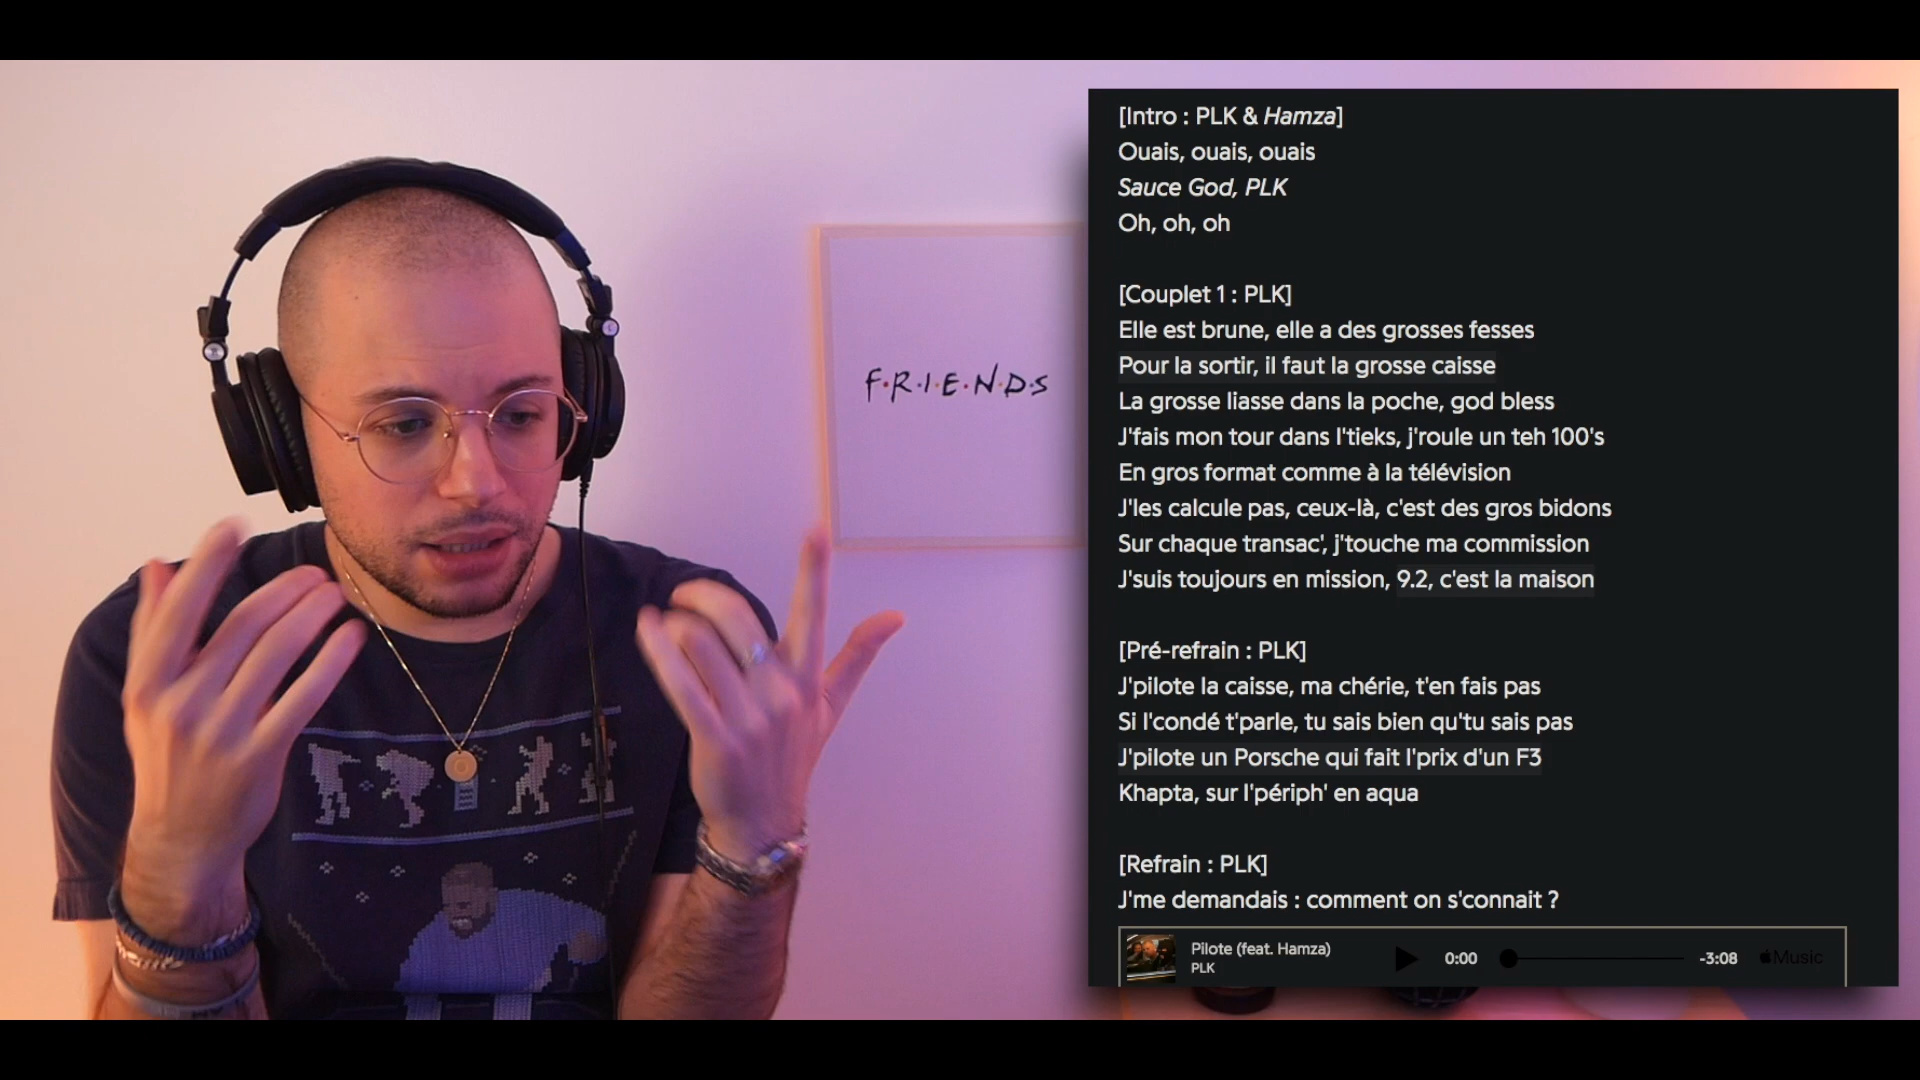 F·R·I·E·N·D·S
[Intro : PLK & Hamza]
Ouais, ouais, ouais
Sauce God, PLK
Oh, oh, oh
[Couplet 1 : PLK]
Elle est brune, elle a des grosses fesses
Pour la sortir, il faut la grosse caisse
La grosse liasse dans la poche, god bless
J'fais mon tour dans l'tieks, j'roule un teh 100's
En gros format comme à la télévision
J'les calcule pas, ceux-là, c'est des gros bidons
Sur chaque transac', j'touche ma commission
J'suis toujours en mission, 9.2, c'est la maison
[Pré-refrain : PLK]
J'pilote la caisse, ma chérie, t'en fais pas
Si l'condé t'parle, tu sais bien qu'tu sais pas
J'pilote un Porsche qui fait l'prix d'un F3
Khapta, sur l'périph' en aqua
[Refrain : PLK]
J'me demandais : comment on s'connait ?
Pilote (feat. Hamza)
PLK
0:00
-3:08
Music